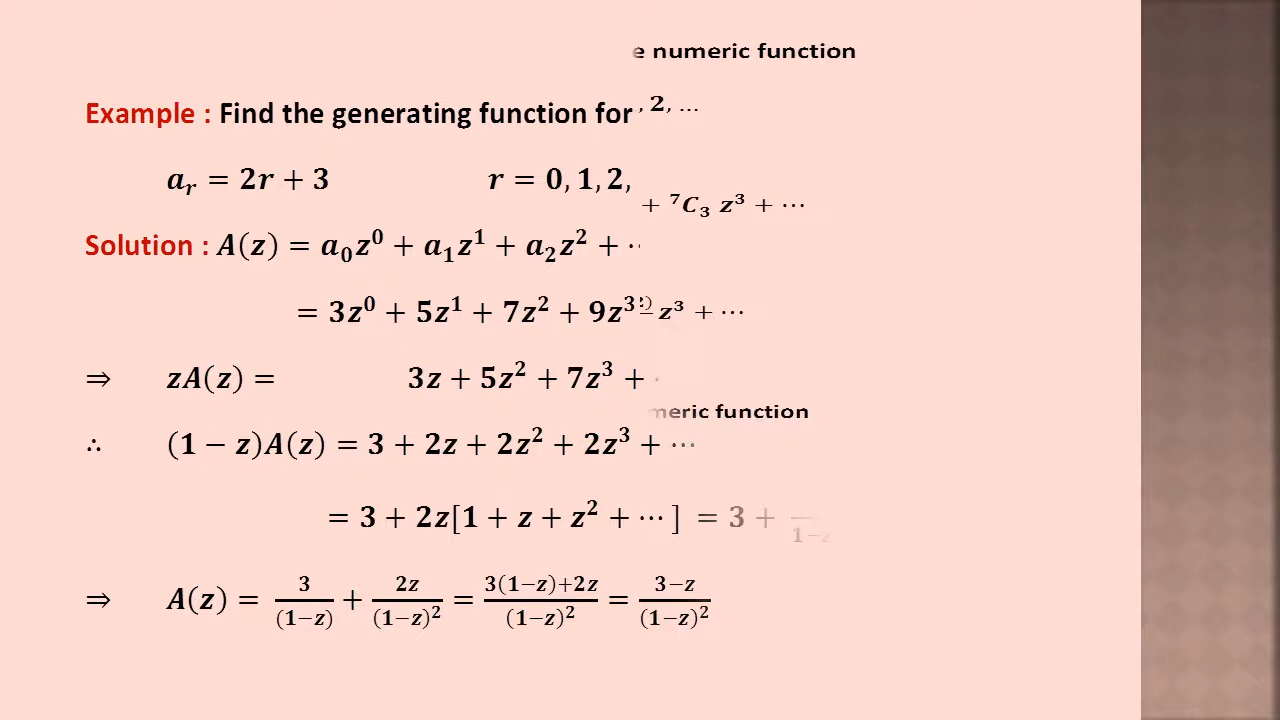 e numeric function
Example : Find the generating function for , 2, ...
a_r = 2r + 3 r = 0, 1, 2,
+ ⁷C₃ z³ + ⋯
Solution : A(z) = a₀z⁰ + a₁z¹ + a₂z² + ·
= 3z⁰ + 5z¹ + 7z² + 9z³ z³ + ⋯
⇒ zA(z) = 3z + 5z² + 7z³ +
meric function
∴ (1 − z)A(z) = 3 + 2z + 2z² + 2z³ + ⋯
= 3 + 2z[1 + z + z² + ⋯ ] = 3 + 1−z
⇒ A(z) = 3/(1−z) + 2z/(1−z)² = 3(1−z)+2z/(1−z)² = 3−z/(1−z)²